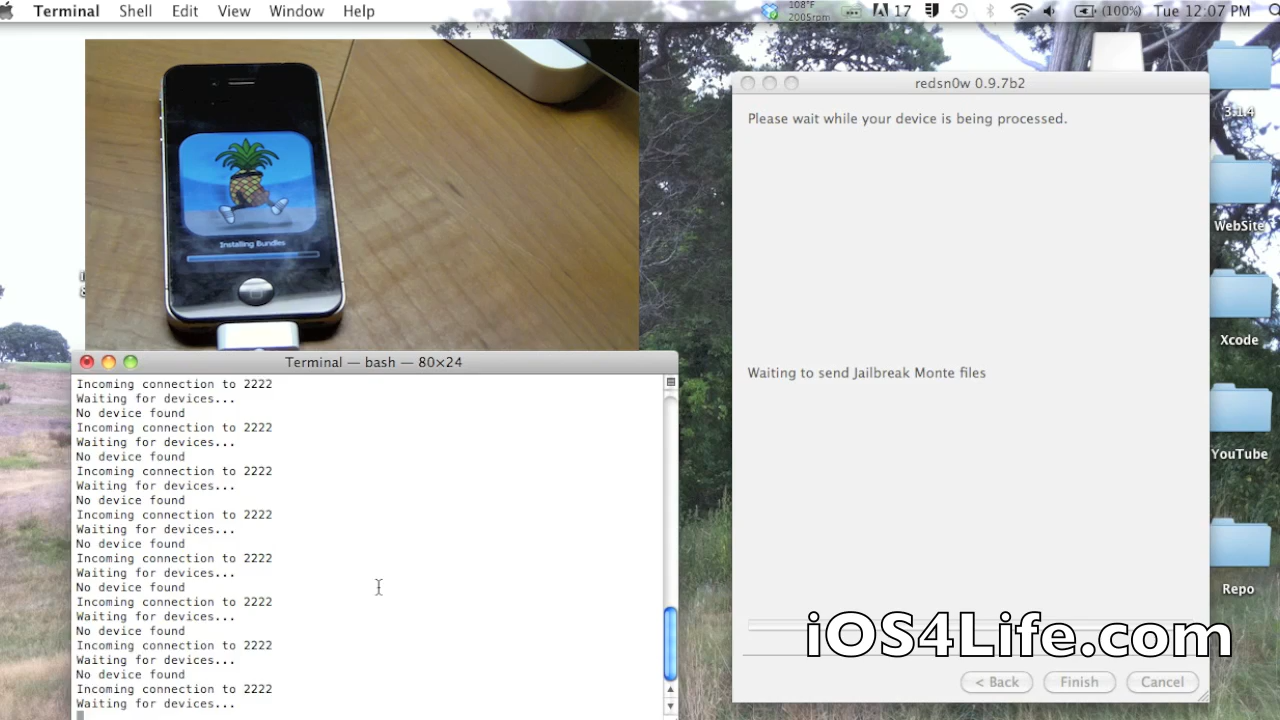 Terminal Shell Edit View Window Help
108°F
2005rpm
17
(100%)
Tue 12:07 PM
redsn0w 0.9.7b2
Please wait while your device is being processed.
Waiting to send Jailbreak Monte files
< Back
Finish
Cancel
3.1.4
WebSite
Xcode
YouTube
Repo
Installing Bundles
Terminal — bash — 80×24
Incoming connection to 2222
Waiting for devices...
No device found
Incoming connection to 2222
Waiting for devices...
No device found
Incoming connection to 2222
Waiting for devices...
No device found
Incoming connection to 2222
Waiting for devices...
No device found
Incoming connection to 2222
Waiting for devices...
No device found
Incoming connection to 2222
Waiting for devices...
No device found
Incoming connection to 2222
Waiting for devices...
No device found
Incoming connection to 2222
Waiting for devices...
iOS4Life.com